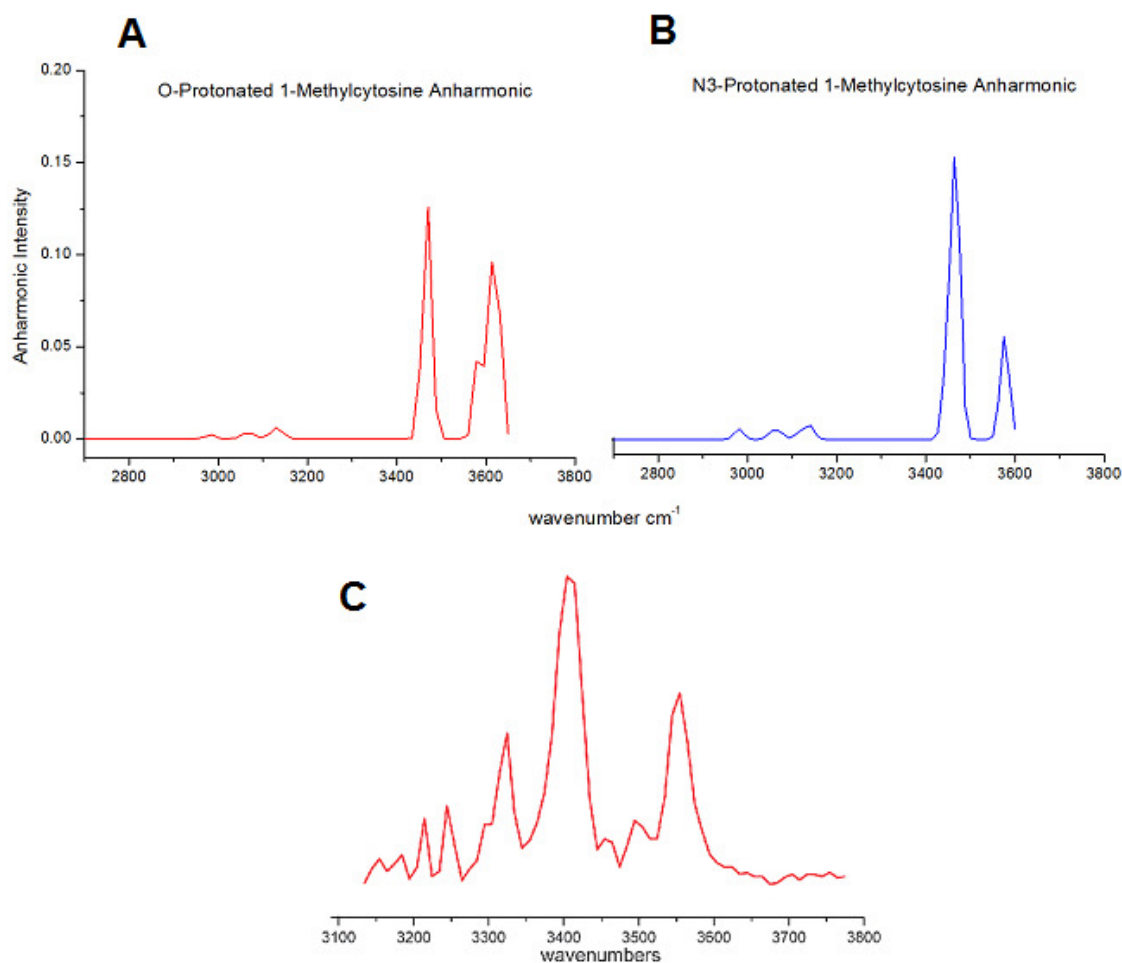 A
B
O-Protonated 1-Methylcytosine Anharmonic
N3-Protonated 1-Methylcytosine Anharmonic
Anharmonic Intensity
0.20
0.15
0.10
0.05
0.00
2800 3000 3200 3400 3600 3800
2800 3000 3200 3400 3600 3800
wavenumber cm-1
C
3100 3200 3300 3400 3500 3600 3700 3800
wavenumbers